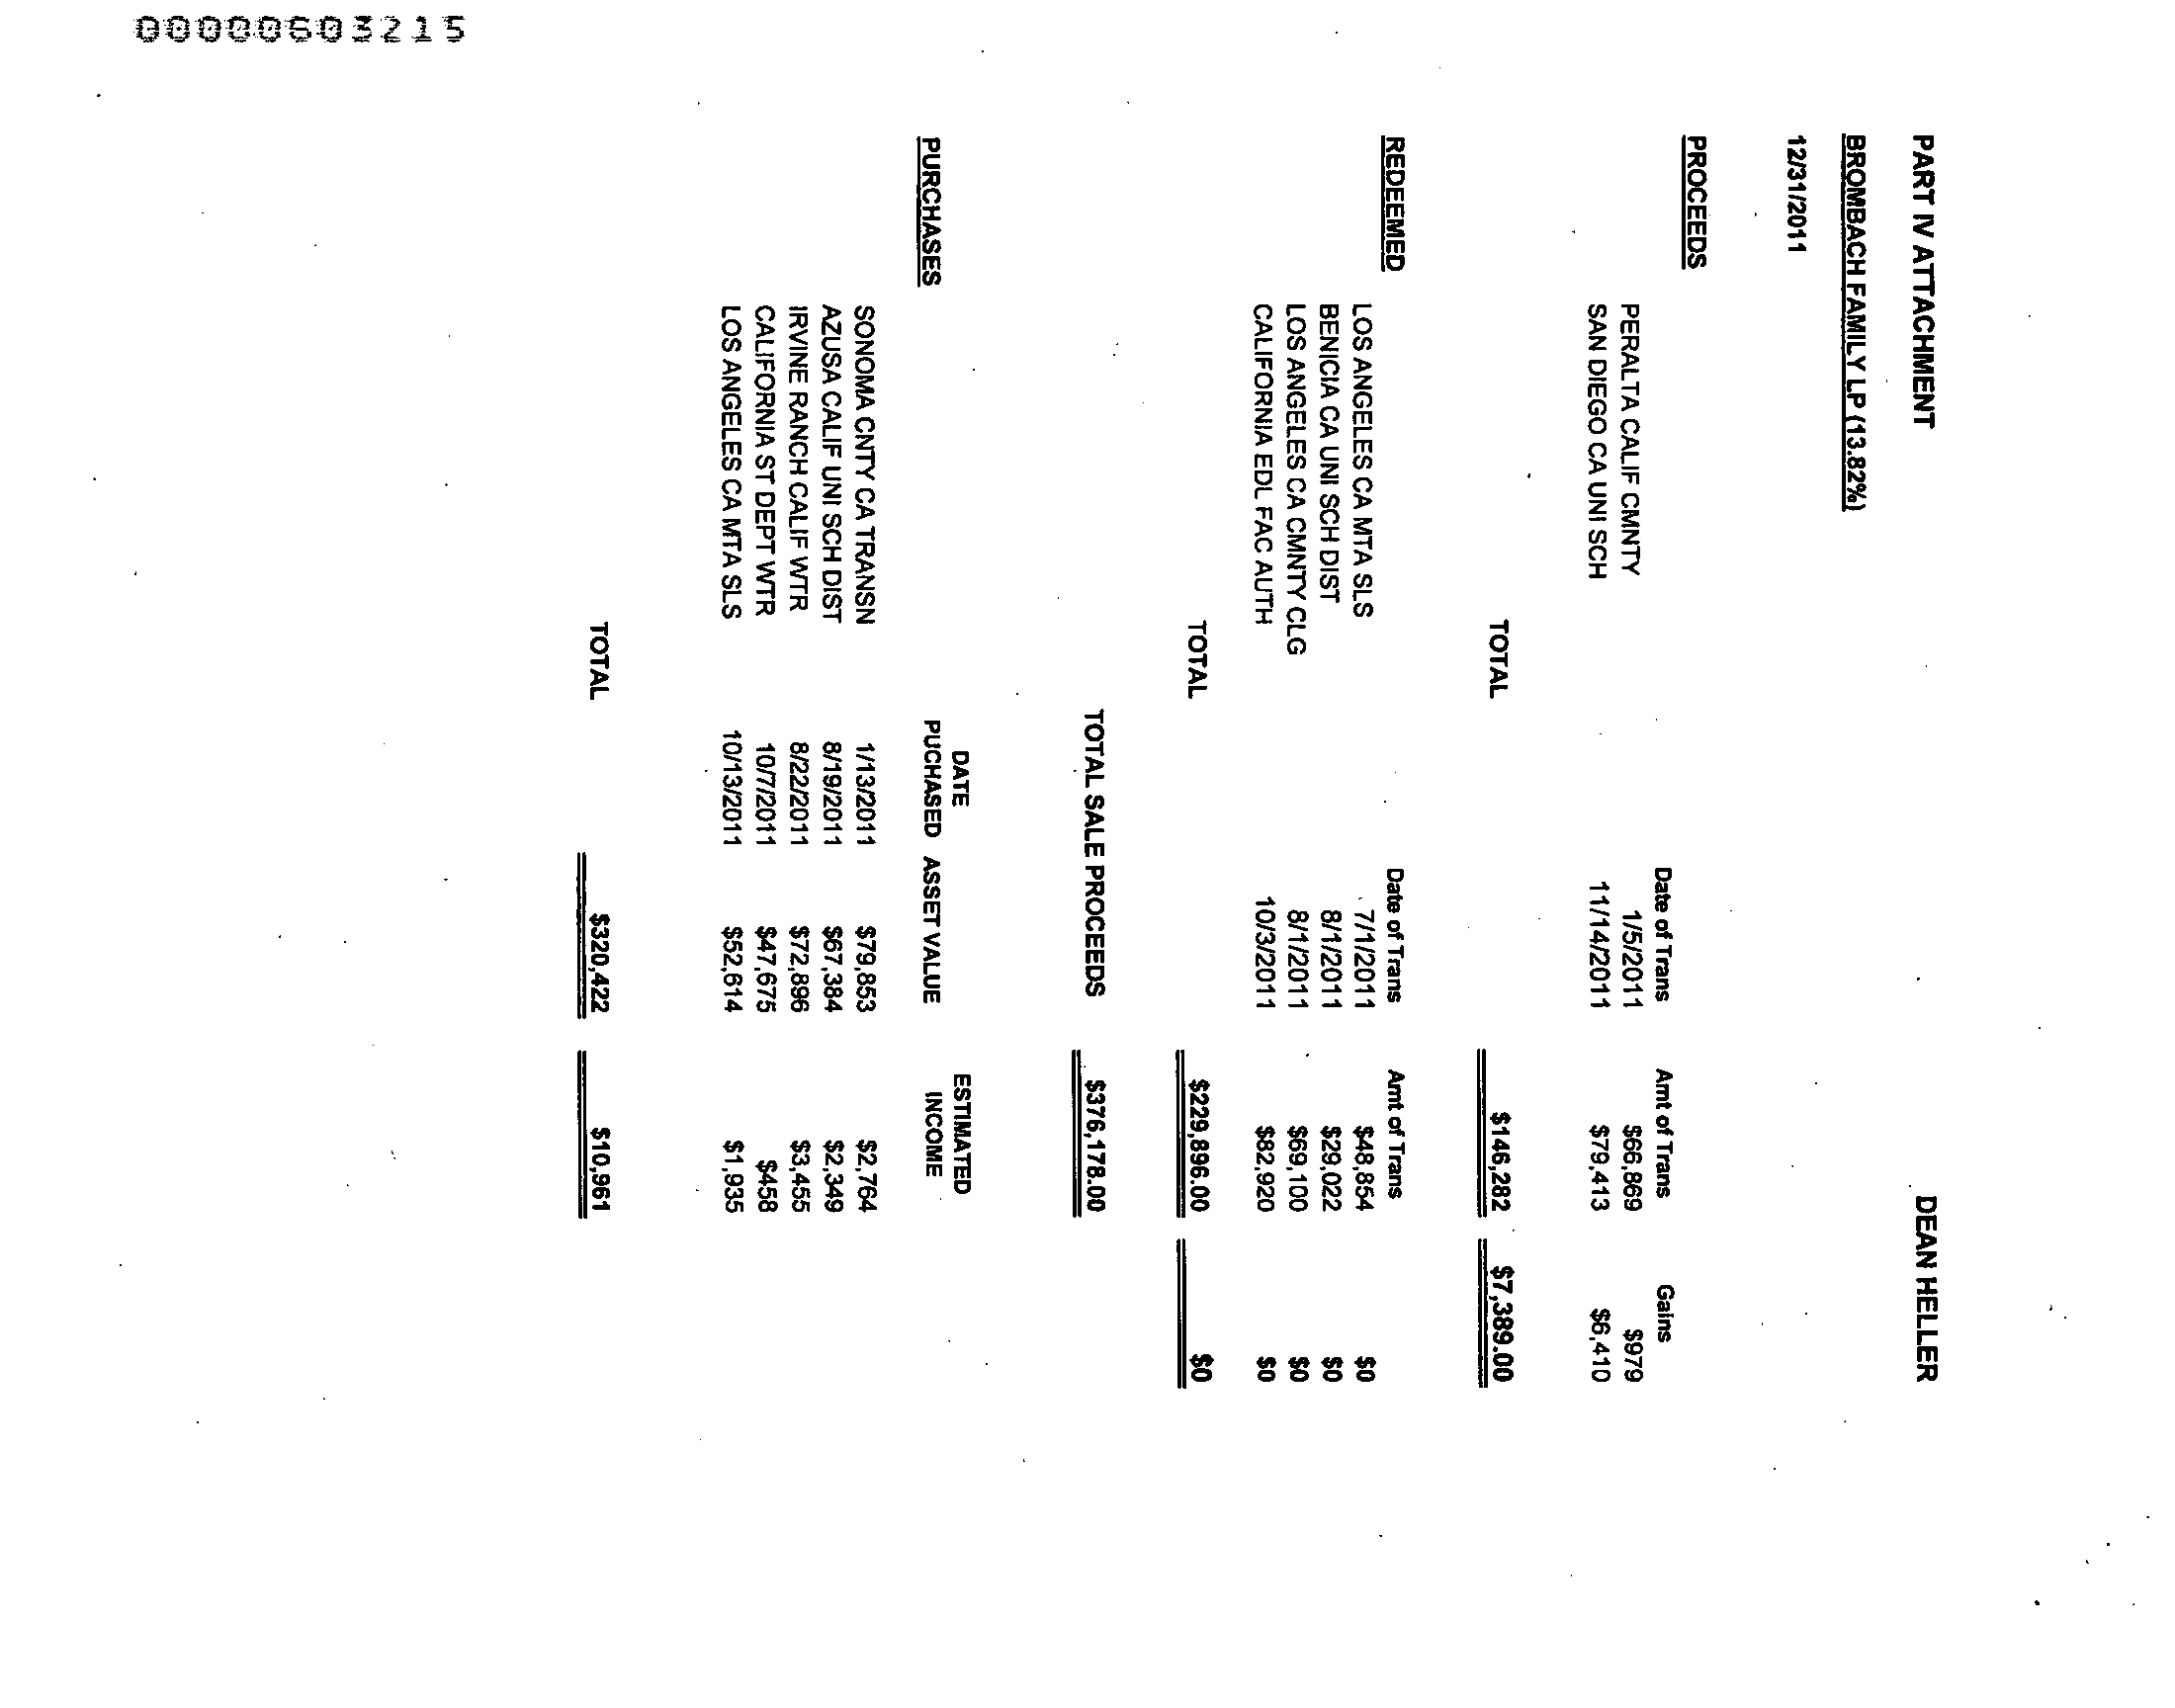 00000603215
PART IV ATTACHMENT DEAN HELLER
BROMBACH FAMILY LP (13.82%)
12/31/2011
PROCEEDS
Date of Trans Amt of Trans Gains
PERALTA CALIF CMNTY 1/5/2011 $66,869 $979
SAN DIEGO CA UNI SCH 11/14/2011 $79,413 $6,410
TOTAL $146,282 $7,389.00
REDEEMED Date of Trans Amt of Trans
LOS ANGELES CA MTA SLS 7/1/2011 $48,854 $0
BENICIA CA UNI SCH DIST 8/1/2011 $29,022 $0
LOS ANGELES CA CMNTY CLG 8/1/2011 $69,100 $0
CALIFORNIA EDL FAC AUTH 10/3/2011 $82,920 $0
TOTAL $229,896.00 $0
TOTAL SALE PROCEEDS $376,178.00
DATE ESTIMATED
PURCHASES PUCHASED ASSET VALUE INCOME
SONOMA CNTY CA TRANSN 1/13/2011 $79,853 $2,764
AZUSA CALIF UNI SCH DIST 8/19/2011 $67,384 $2,349
IRVINE RANCH CALIF WTR 8/22/2011 $72,896 $3,455
CALIFORNIA ST DEPT WTR 10/7/2011 $47,675 $458
LOS ANGELES CA MTA SLS 10/13/2011 $52,614 $1,935
TOTAL $320,422 $10,961